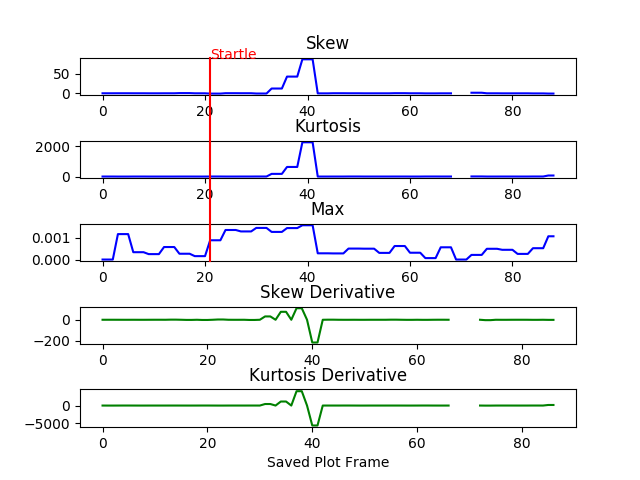 Skew
Startle
50
0
0 20 40 60 80
Kurtosis
2000
0
0 20 40 60 80
Max
0.001
0.000
0 20 40 60 80
Skew Derivative
0
−200
0 20 40 60 80
Kurtosis Derivative
0
−5000
0 20 40 60 80
Saved Plot Frame